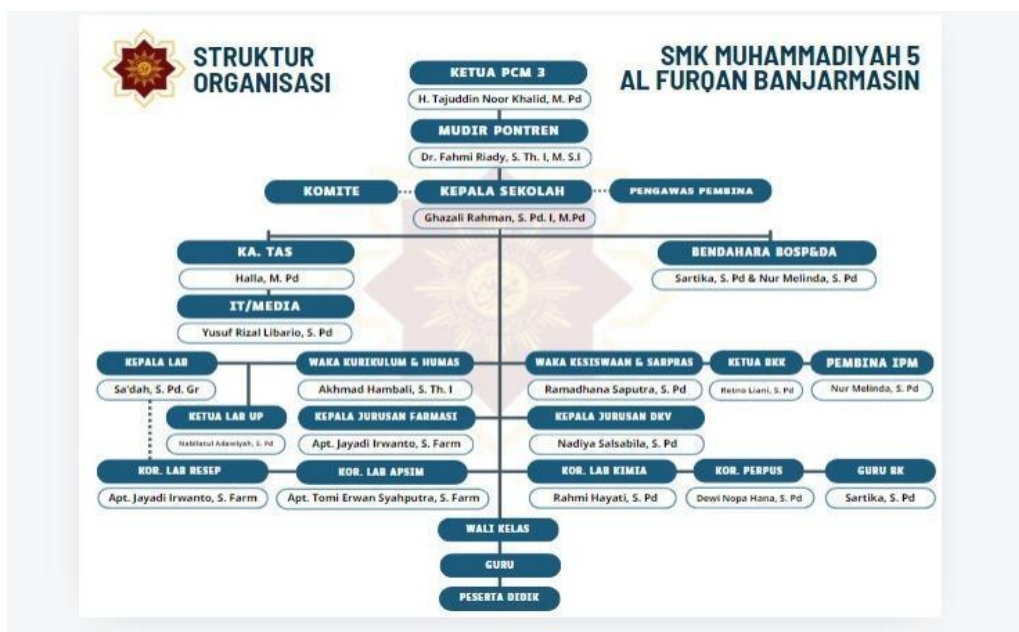 STRUKTUR
ORGANISASI
SMK MUHAMMADIYAH 5
AL FURQAN BANJARMASIN
KETUA PCM 3
H. Tajuddin Noor Khalid, M. Pd
MUDIR PONTREN
Dr. Fahmi Riady, S. Th. I, M. S.I
KOMITE
KEPALA SEKOLAH
PENGAWAS PEMBINA
Ghazali Rahman, S. Pd. I, M.Pd
KA. TAS
Halla, M. Pd
BENDAHARA BOSP&DA
Sartika, S. Pd & Nur Melinda, S. Pd
IT/MEDIA
Yusuf Rizal Libario, S. Pd
KEPALA LAB
Sa'dah, S. Pd. Gr
WAKA KURIKULUM & HUMAS
Akhmad Hambali, S. Th. I
WAKA KESISWAAN & SARPRAS
Ramadhana Saputra, S. Pd
KETUA BKK
Retno Liani, S. Pd
PEMBINA IPM
Nur Melinda, S. Pd
KETUA LAB UP
Nabilatul Adawiyah, S. Pd
KEPALA JURUSAN FARMASI
Apt. Jayadi Irwanto, S. Farm
KEPALA JURUSAN DKV
Nadiya Salsabila, S. Pd
KOR. LAB RESEP
Apt. Jayadi Irwanto, S. Farm
KOR. LAB APSIM
Apt. Tomi Erwan Syahputra, S. Farm
KOR. LAB KIMIA
Rahmi Hayati, S. Pd
KOR. PERPUS
Dewi Nopa Hana, S. Pd
GURU BK
Sartika, S. Pd
WALI KELAS
GURU
PESERTA DIDIK